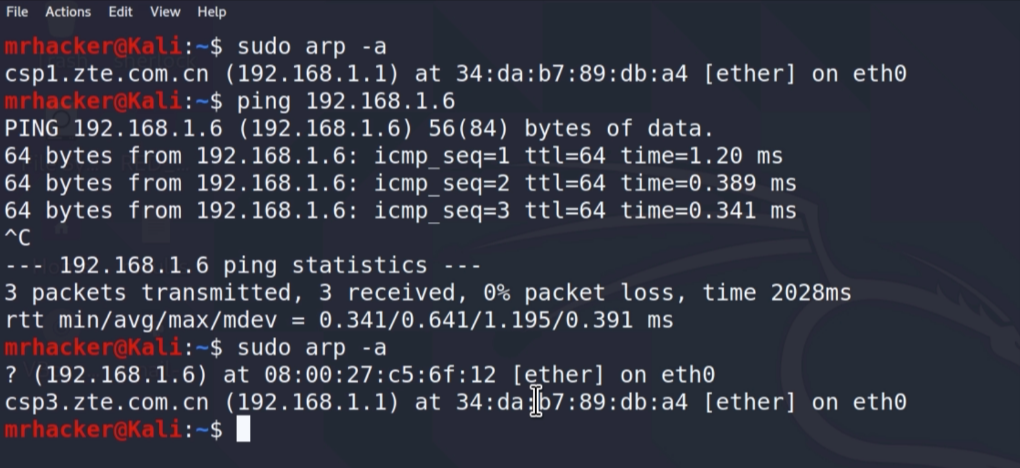 File Actions Edit View Help
mrhacker@Kali:~$ sudo arp -a
csp1.zte.com.cn (192.168.1.1) at 34:da:b7:89:db:a4 [ether] on eth0
mrhacker@Kali:~$ ping 192.168.1.6
PING 192.168.1.6 (192.168.1.6) 56(84) bytes of data.
64 bytes from 192.168.1.6: icmp_seq=1 ttl=64 time=1.20 ms
64 bytes from 192.168.1.6: icmp_seq=2 ttl=64 time=0.389 ms
64 bytes from 192.168.1.6: icmp_seq=3 ttl=64 time=0.341 ms
^C
--- 192.168.1.6 ping statistics ---
3 packets transmitted, 3 received, 0% packet loss, time 2028ms
rtt min/avg/max/mdev = 0.341/0.641/1.195/0.391 ms
mrhacker@Kali:~$ sudo arp -a
? (192.168.1.6) at 08:00:27:c5:6f:12 [ether] on eth0
csp3.zte.com.cn (192.168.1.1) at 34:da:b7:89:db:a4 [ether] on eth0
mrhacker@Kali:~$